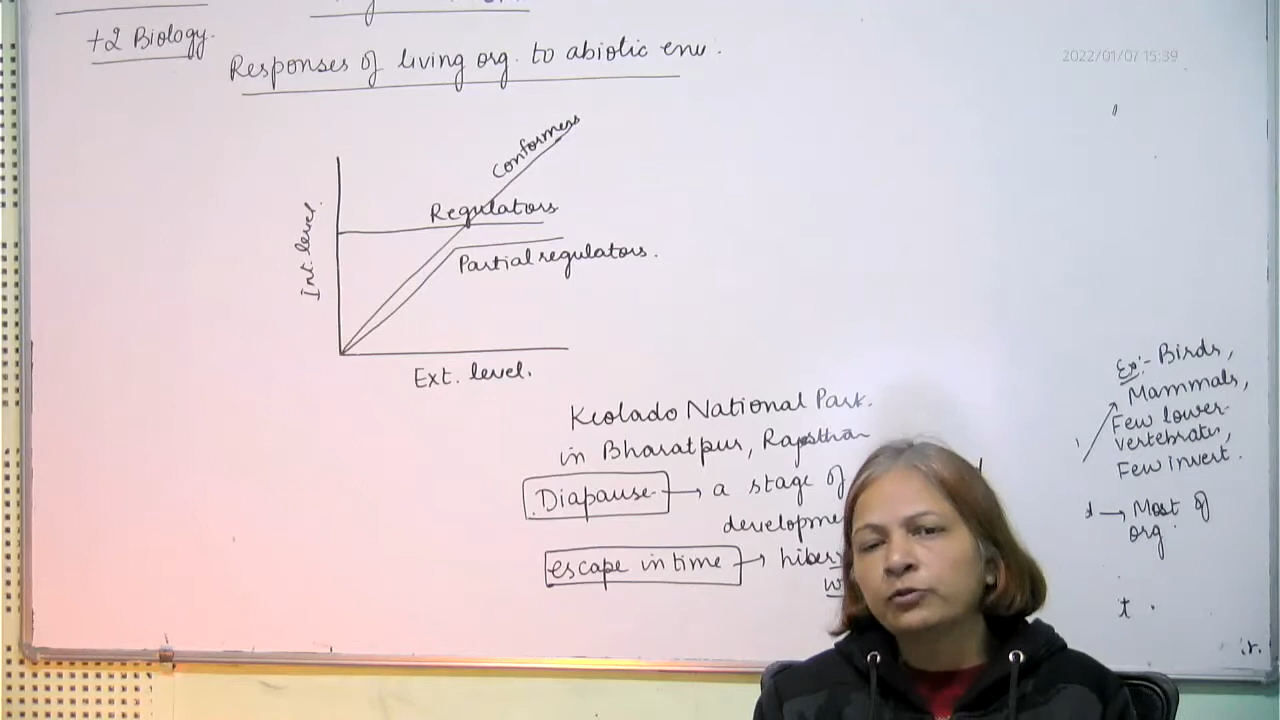 +2 Biology.
Responses of living org. to abiotic env.
2022/01/07 15:39
Conformers
Regulators
Partial regulators.
Int. level.
Ext. level.
Keolado National Park.
in Bharatpur, Rajsthan
Diapause → a stage of
developme
escape in time → hiber
Ex:- Birds,
Mammals,
Few lower
vertebrates,
Few invert.
→ Most of
org.